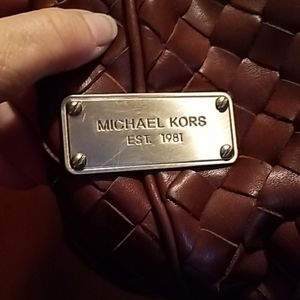 MICHAEL KORS
EST. 1981